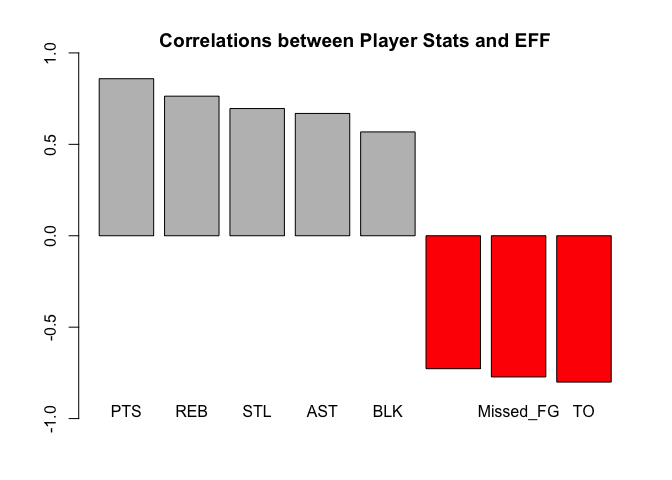 Correlations between Player Stats and EFF
1.0
0.5
0.0
-0.5
-1.0
PTS REB STL AST BLK Missed_FG TO